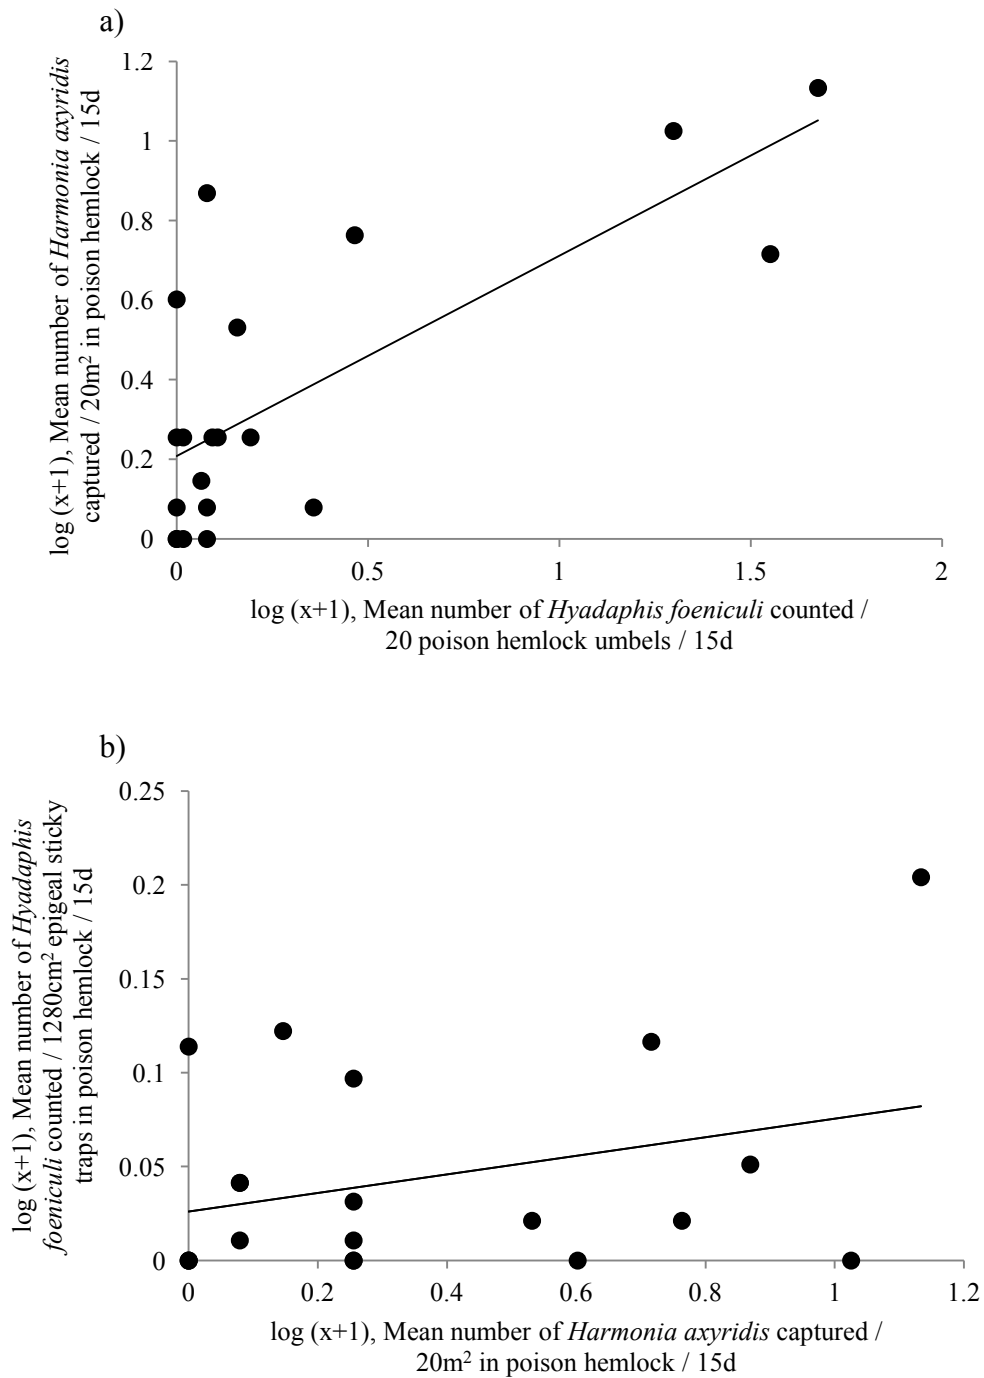 a)
log (x+1), Mean number of Harmonia axyridis
captured / 20m² in poison hemlock / 15d
1.2
1
0.8
0.6
0.4
0.2
0
0
0.5
1
1.5
2
log (x+1), Mean number of Hyadaphis foeniculi counted /
20 poison hemlock umbels / 15d
b)
log (x+1), Mean number of Hyadaphis
foeniculi counted / 1280cm² epigeal sticky
traps in poison hemlock / 15d
0.25
0.2
0.15
0.1
0.05
0
0
0.2
0.4
0.6
0.8
1
1.2
log (x+1), Mean number of Harmonia axyridis captured /
20m² in poison hemlock / 15d